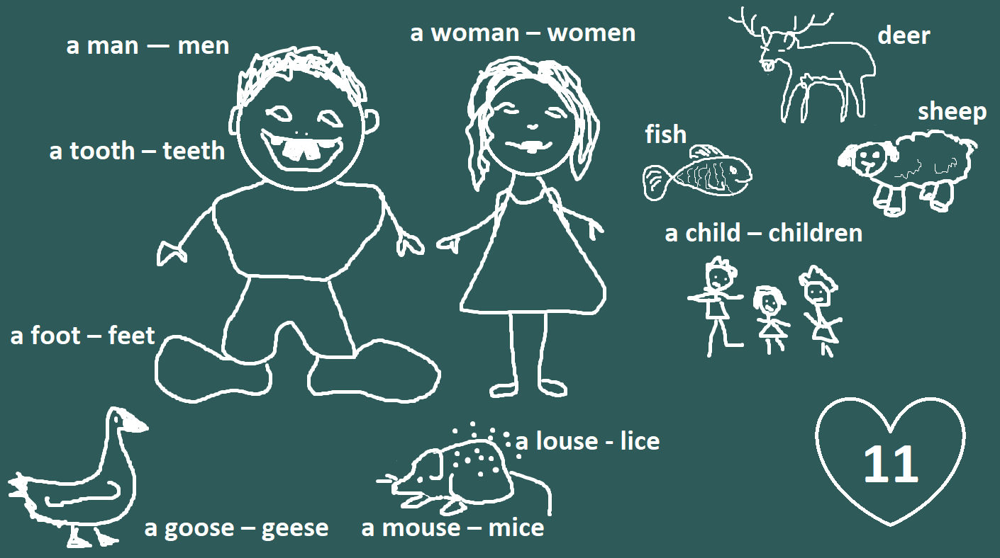 a man — men
a woman – women
deer
sheep
fish
a tooth – teeth
a child – children
a foot – feet
a louse - lice
11
a goose – geese
a mouse – mice